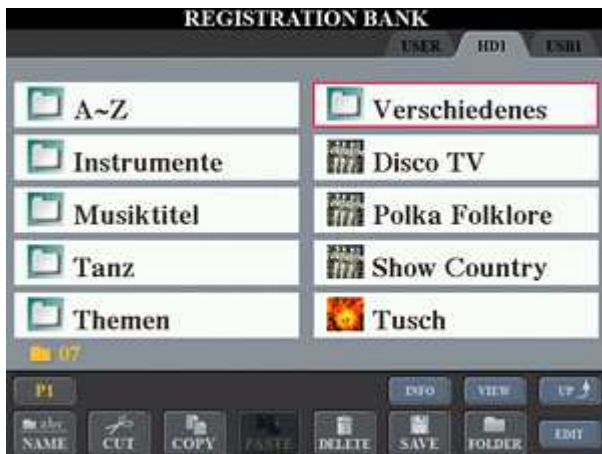 REGISTRATION BANK
USER HD1 USB1
A~Z
Verschiedenes
Instrumente
Disco TV
Musiktitel
Polka Folklore
Tanz
Show Country
Themen
Tusch
07
P1
INFO VIEW UP
abc
NAME CUT COPY PASTE DELETE SAVE FOLDER EDIT